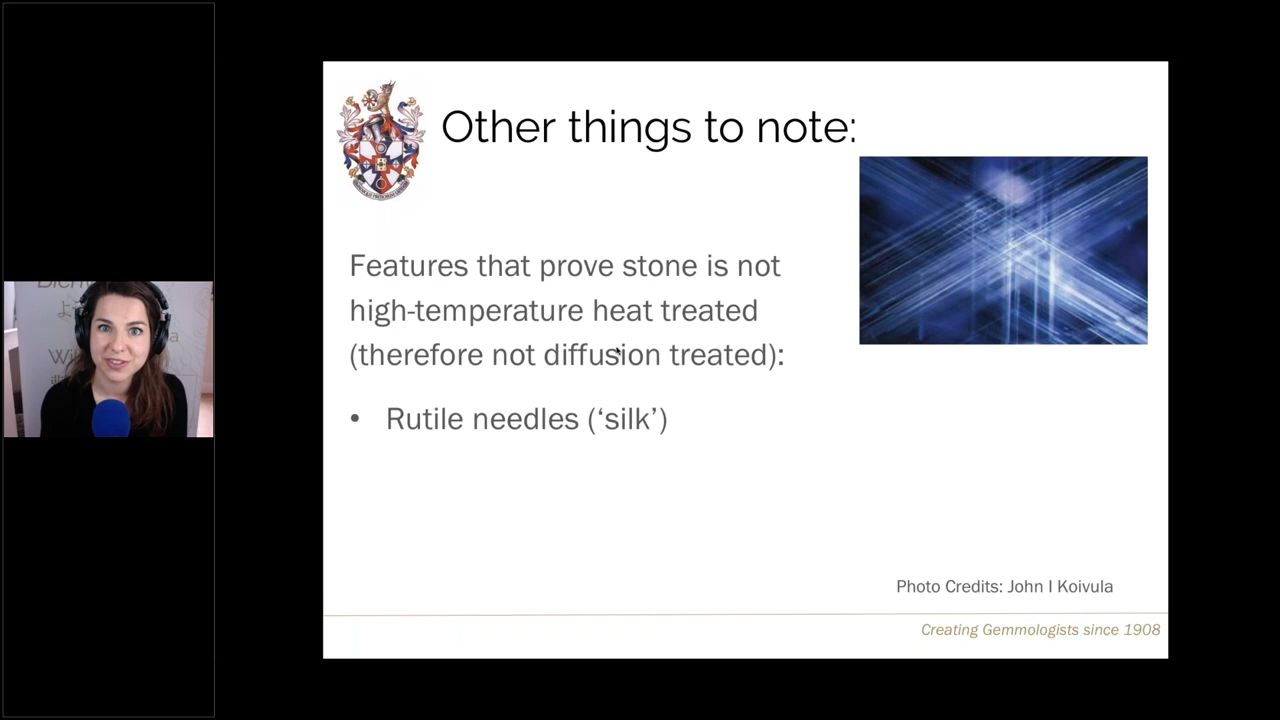 Other things to note:
Features that prove stone is not
high-temperature heat treated
(therefore not diffusion treated):
• Rutile needles (‘silk’)
Photo Credits: John I Koivula
Creating Gemmologists since 1908